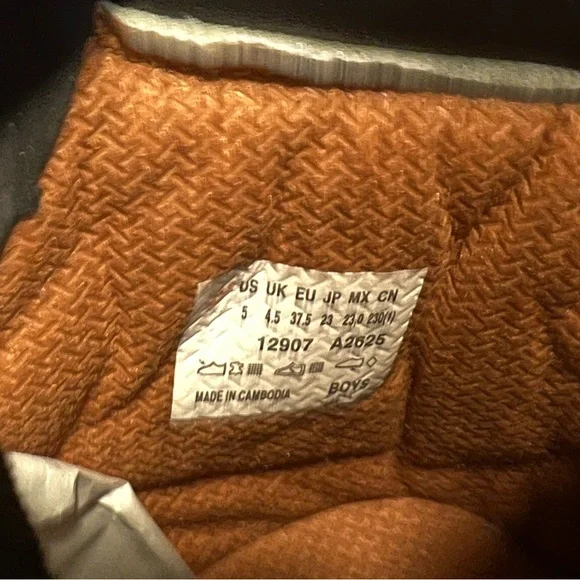 US UK EU JP MX CN
5 4.5 37.5 23 23.0 230(1)
12907 A2625
MADE IN CAMBODIA BOYS